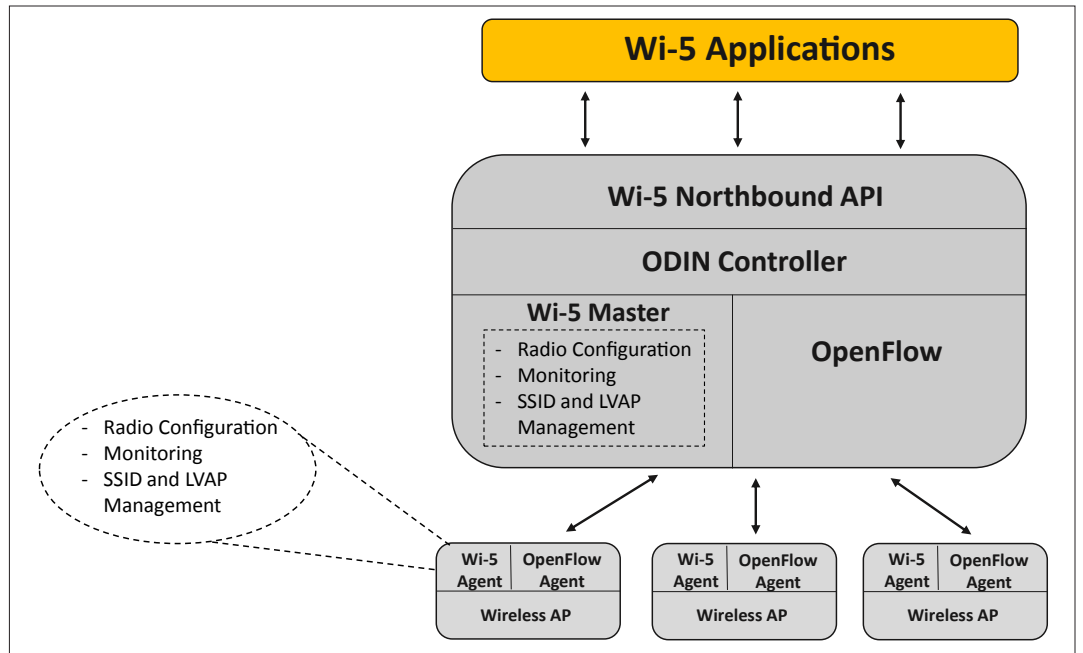 Wi-5 Applications
Wi-5 Northbound API
ODIN Controller
Wi-5 Master
- Radio Configuration
- Monitoring
- SSID and LVAP
Management
OpenFlow
- Radio Configuration
- Monitoring
- SSID and LVAP
Management
Wi-5
Agent
OpenFlow
Agent
Wireless AP
Wi-5
Agent
OpenFlow
Agent
Wireless AP
Wi-5
Agent
OpenFlow
Agent
Wireless AP